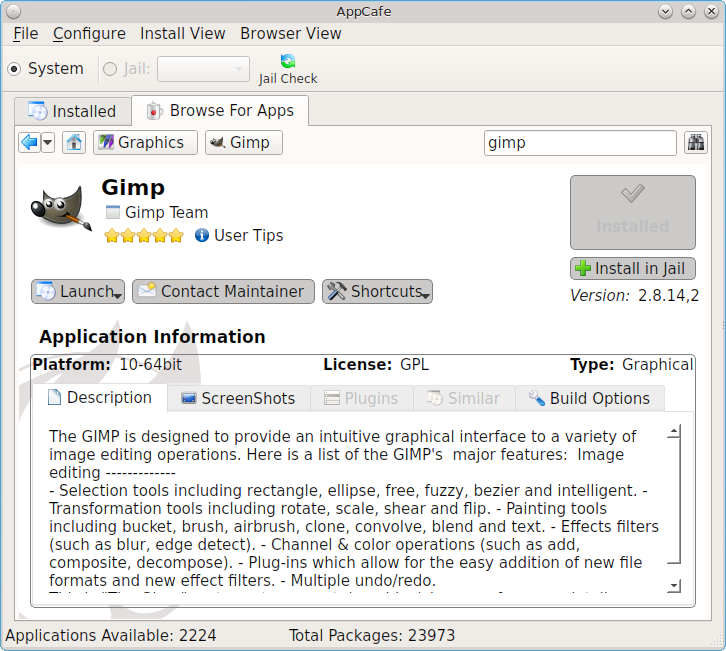 AppCafe
File Configure Install View Browser View
System Jail: Jail Check
Installed Browse For Apps
Graphics Gimp gimp
Gimp
Gimp Team
User Tips
Installed
Install in Jail
Launch Contact Maintainer Shortcuts
Version: 2.8.14,2
Application Information
Platform: 10-64bit License: GPL Type: Graphical
Description ScreenShots Plugins Similar Build Options
The GIMP is designed to provide an intuitive graphical interface to a variety of
image editing operations. Here is a list of the GIMP's major features: Image
editing -------------
- Selection tools including rectangle, ellipse, free, fuzzy, bezier and intelligent. -
Transformation tools including rotate, scale, shear and flip. - Painting tools
including bucket, brush, airbrush, clone, convolve, blend and text. - Effects filters
(such as blur, edge detect). - Channel & color operations (such as add,
composite, decompose). - Plug-ins which allow for the easy addition of new file
formats and new effect filters. - Multiple undo/redo.
Applications Available: 2224 Total Packages: 23973